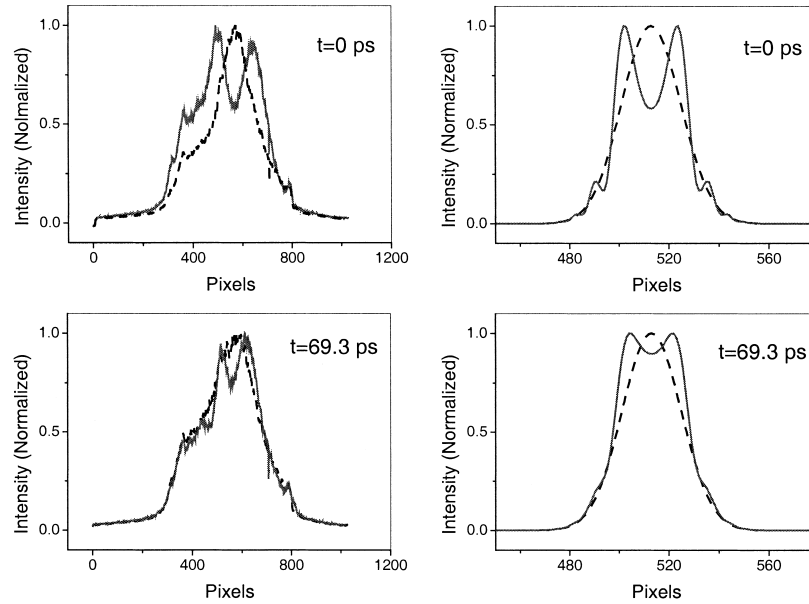 1.0
0.5
0.0
Intensity (Nolmalized)
t=0 ps
0
400
800
1200
Pixels
1.0
0.5
0.0
Intensity (Normalized)
t=0 ps
480
520
560
Pixels
1.0
0.5
0.0
Intensity (Normalized)
t=69.3 ps
0
400
800
1200
Pixels
1.0
0.5
0.0
Intensity (Normalized)
t=69.3 ps
480
520
560
Pixels